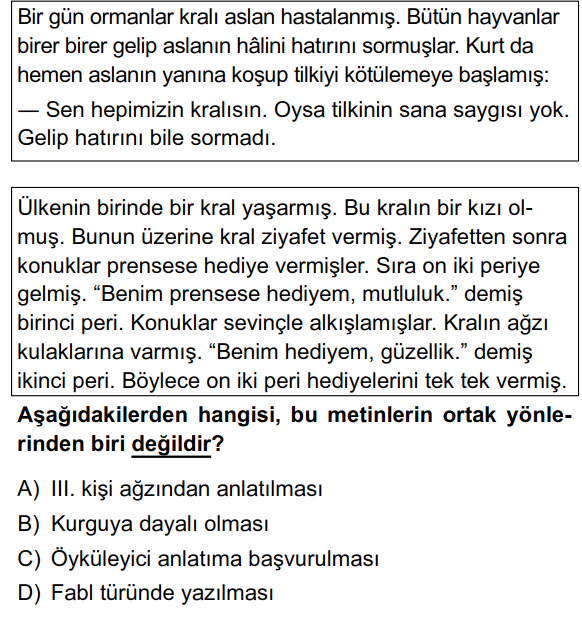 Bir gün ormanlar kralı aslan hastalanmış. Bütün hayvanlar
birer birer gelip aslanın hâlini hatırını sormuşlar. Kurt da
hemen aslanın yanına koşup tilkiyi kötülemeye başlamış:
— Sen hepimizin kralısın. Oysa tilkinin sana saygısı yok.
Gelip hatırını bile sormadı.
Ülkenin birinde bir kral yaşarmış. Bu kralın bir kızı ol-
muş. Bunun üzerine kral ziyafet vermiş. Ziyafetten sonra
konuklar prensese hediye vermişler. Sıra on iki periye
gelmiş. “Benim prensese hediyem, mutluluk.” demiş
birinci peri. Konuklar sevinçle alkışlamışlar. Kralın ağzı
kulaklarına varmış. “Benim hediyem, güzellik.” demiş
ikinci peri. Böylece on iki peri hediyelerini tek tek vermiş.
Aşağıdakilerden hangisi, bu metinlerin ortak yönle-
rinden biri değildir?
A) III. kişi ağzından anlatılması
B) Kurguya dayalı olması
C) Öyküleyici anlatıma başvurulması
D) Fabl türünde yazılması